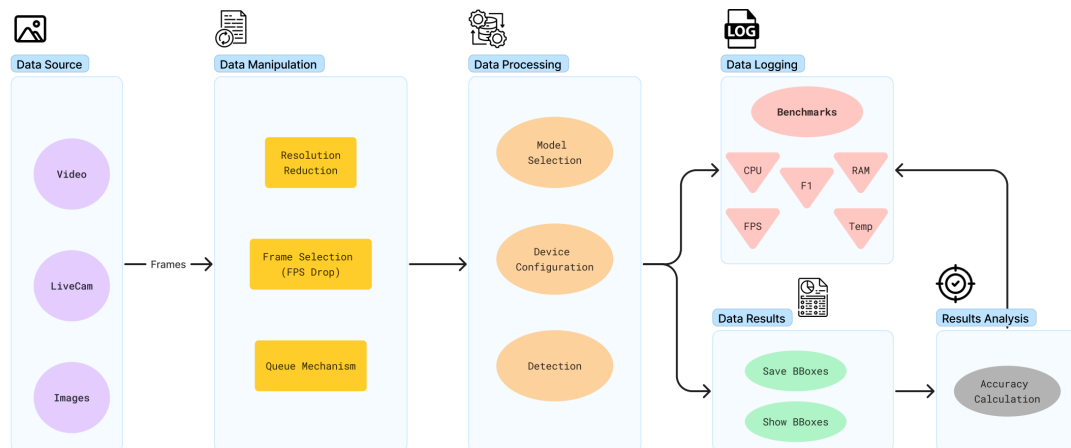 LOG
Data Source
Data Manipulation
Data Processing
Data Logging
Video
LiveCam
Images
Frames
Resolution
Reduction
Frame Selection
(FPS Drop)
Queue Mechanism
Model
Selection
Device
Configuration
Detection
Benchmarks
CPU
F1
RAM
FPS
Temp
Data Results
Save BBoxes
Show BBoxes
Results Analysis
Accuracy
Calculation